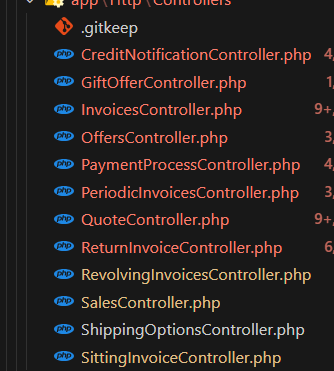 app\Http\Controllers
.gitkeep
php CreditNotificationController.php 4,
php GiftOfferController.php 1,
php InvoicesController.php 9+,
php OffersController.php 3,
php PaymentProcessController.php 4,
php PeriodicInvoicesController.php 3,
php QuoteController.php 9+,
php ReturnInvoiceController.php 6,
php RevolvingInvoicesController.php
php SalesController.php
php ShippingOptionsController.php
php SittingInvoiceController.php